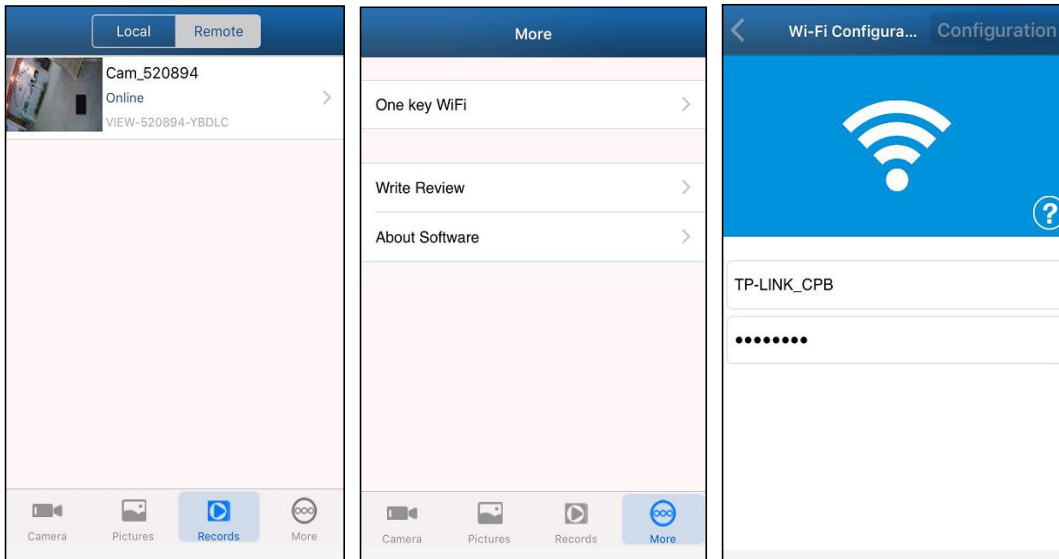 Local Remote
Cam_520894
Online
VIEW-520894-YBDLC
Camera Pictures Records More
More
One key WiFi
Write Review
About Software
Camera Pictures Records More
Wi-Fi Configura... Configuration
?
TP-LINK_CPB
••••••••